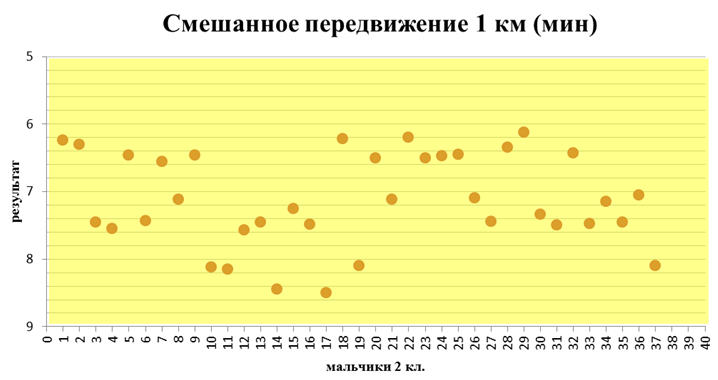 Смешанное передвижение 1 км (мин)
5
6
7
8
9
результат
0 1 2 3 4 5 6 7 8 9 10 11 12 13 14 15 16 17 18 19 20 21 22 23 24 25 26 27 28 29 30 31 32 33 34 35 36 37 38 39 40
мальчики 2 кл.